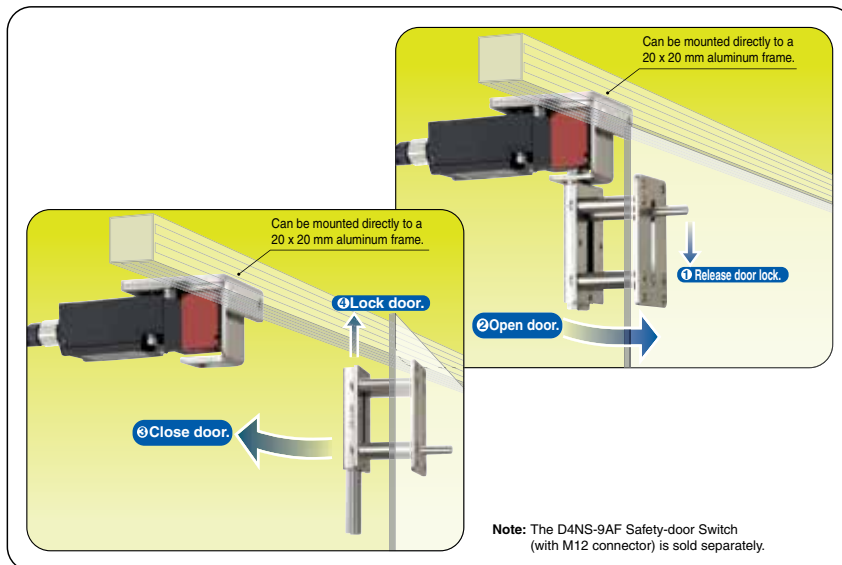 Can be mounted directly to a
20 x 20 mm aluminum frame.
❶ Release door lock.
❷Open door.
Can be mounted directly to a
20 x 20 mm aluminum frame.
❹Lock door.
❸Close door.
Note: The D4NS-9AF Safety-door Switch
(with M12 connector) is sold separately.